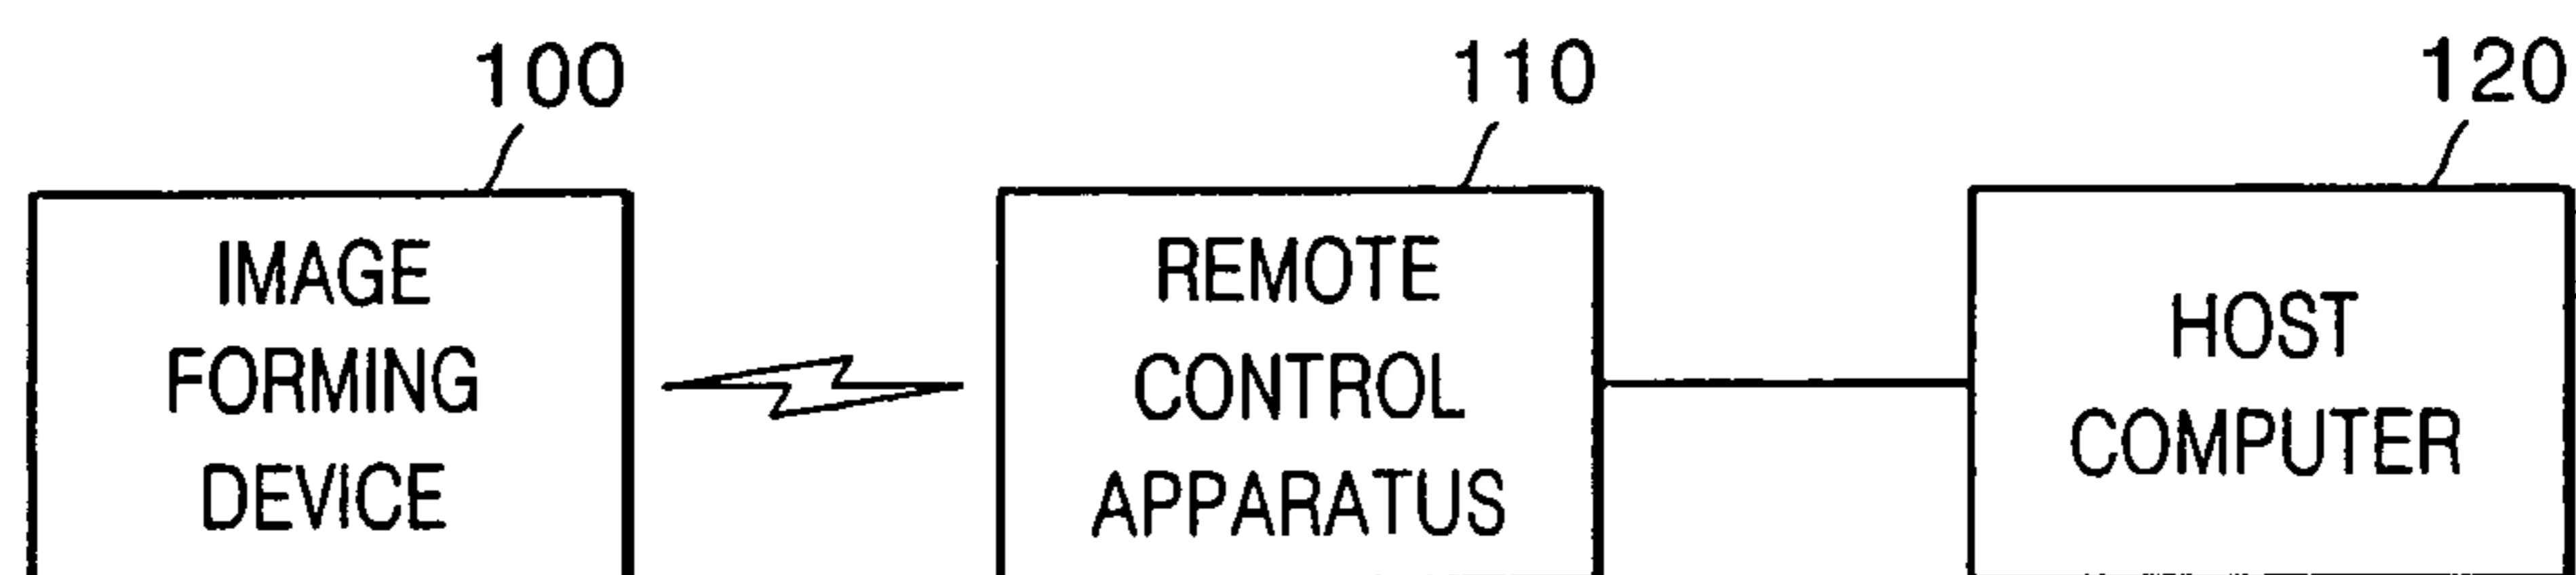 100
110
120
IMAGE
FORMING
DEVICE
REMOTE
CONTROL
APPARATUS
HOST
COMPUTER